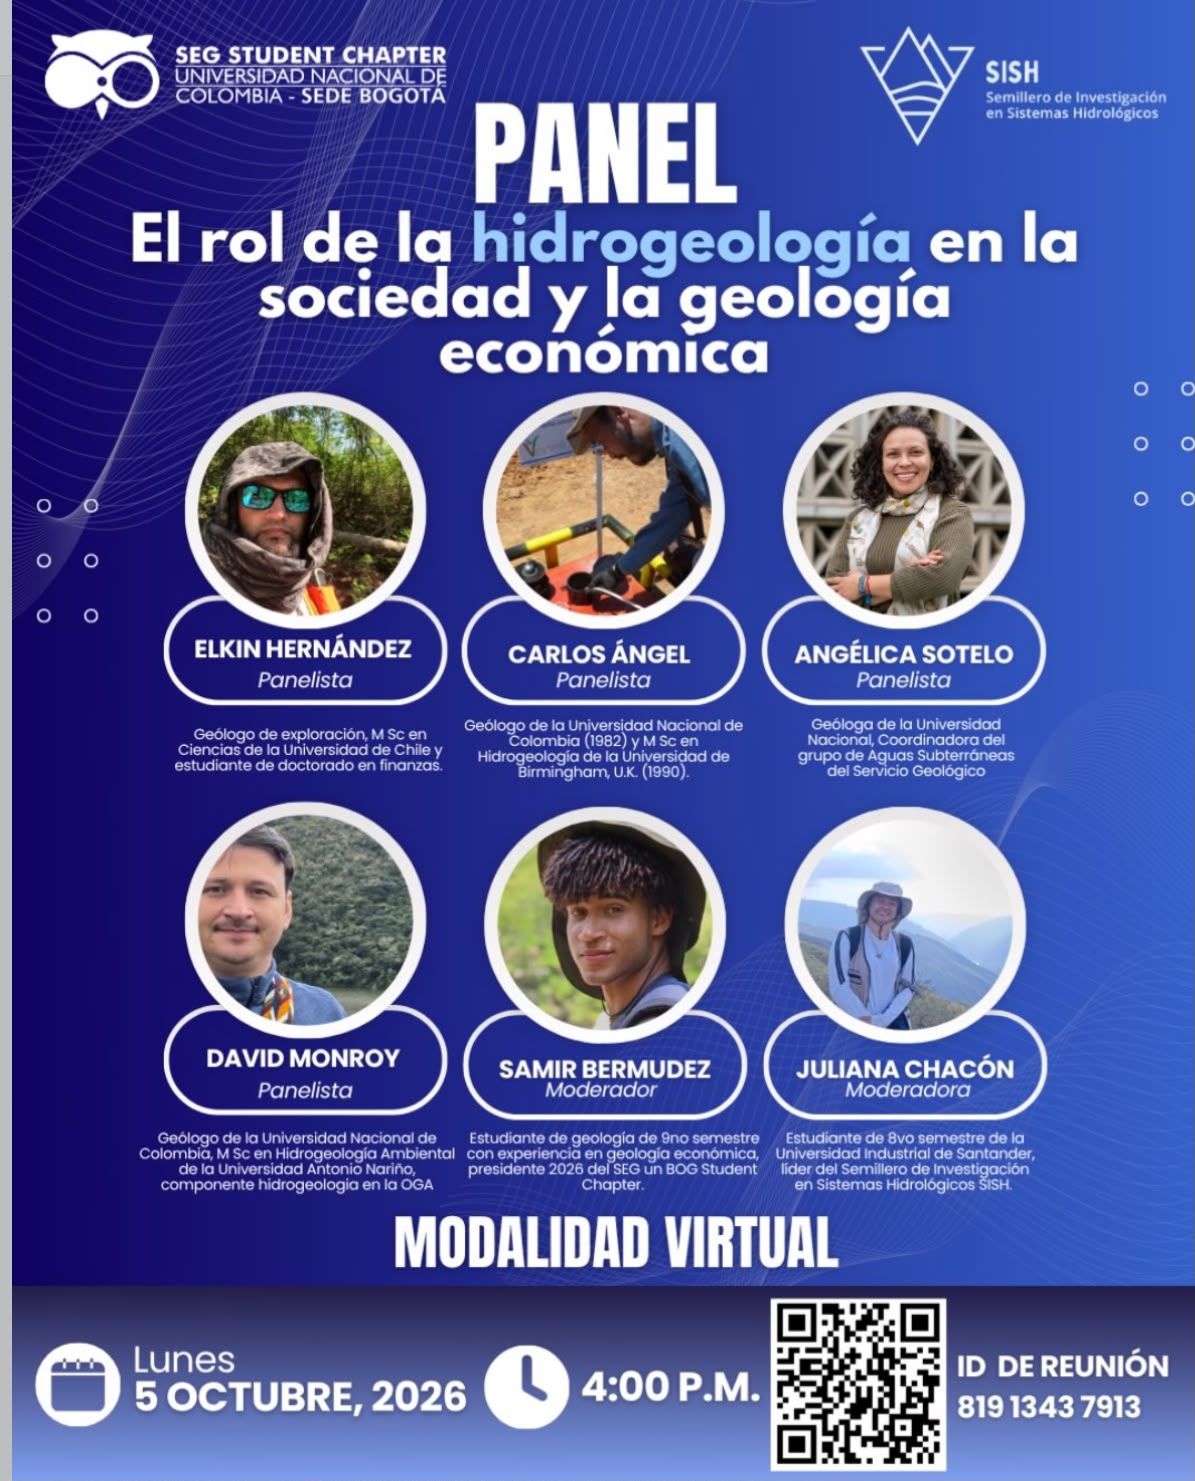 SEG STUDENT CHAPTER
UNIVERSIDAD NACIONAL DE
COLOMBIA - SEDE BOGOTÁ
SISH
Semillero de Investigación
en Sistemas Hidrológicos
PANEL
El rol de la hidrogeología en la
sociedad y la geología
económica
ELKIN HERNÁNDEZ
Panelista
Geólogo de exploración, M Sc en
Ciencias de la Universidad de Chile y
estudiante de doctorado en finanzas.
CARLOS ÁNGEL
Panelista
Geólogo de la Universidad Nacional de
Colombia (1982) y M Sc en
Hidrogeología de la Universidad de
Birmingham, U.K. (1990).
ANGÉLICA SOTELO
Panelista
Geóloga de la Universidad
Nacional, Coordinadora del
grupo de Aguas Subterráneas
del Servicio Geológico
DAVID MONROY
Panelista
Geólogo de la Universidad Nacional de
Colombia, M Sc en Hidrogeología Ambiental
de la Universidad Antonio Nariño,
componente hidrogeologia en la OGA
SAMIR BERMUDEZ
Moderador
Estudiante de geología de 9no semestre
con experiencia en geología económica,
presidente 2026 del SEG un BOG Student
Chapter.
JULIANA CHACÓN
Moderadora
Estudiante de 8vo semestre de la
Universidad Industrial de Santander,
líder del Semillero de Investigación
en Sistemas Hidrológicos SISH.
MODALIDAD VIRTUAL
Lunes
5 OCTUBRE, 2026
4:00 P.M.
ID DE REUNIÓN
819 1343 7913